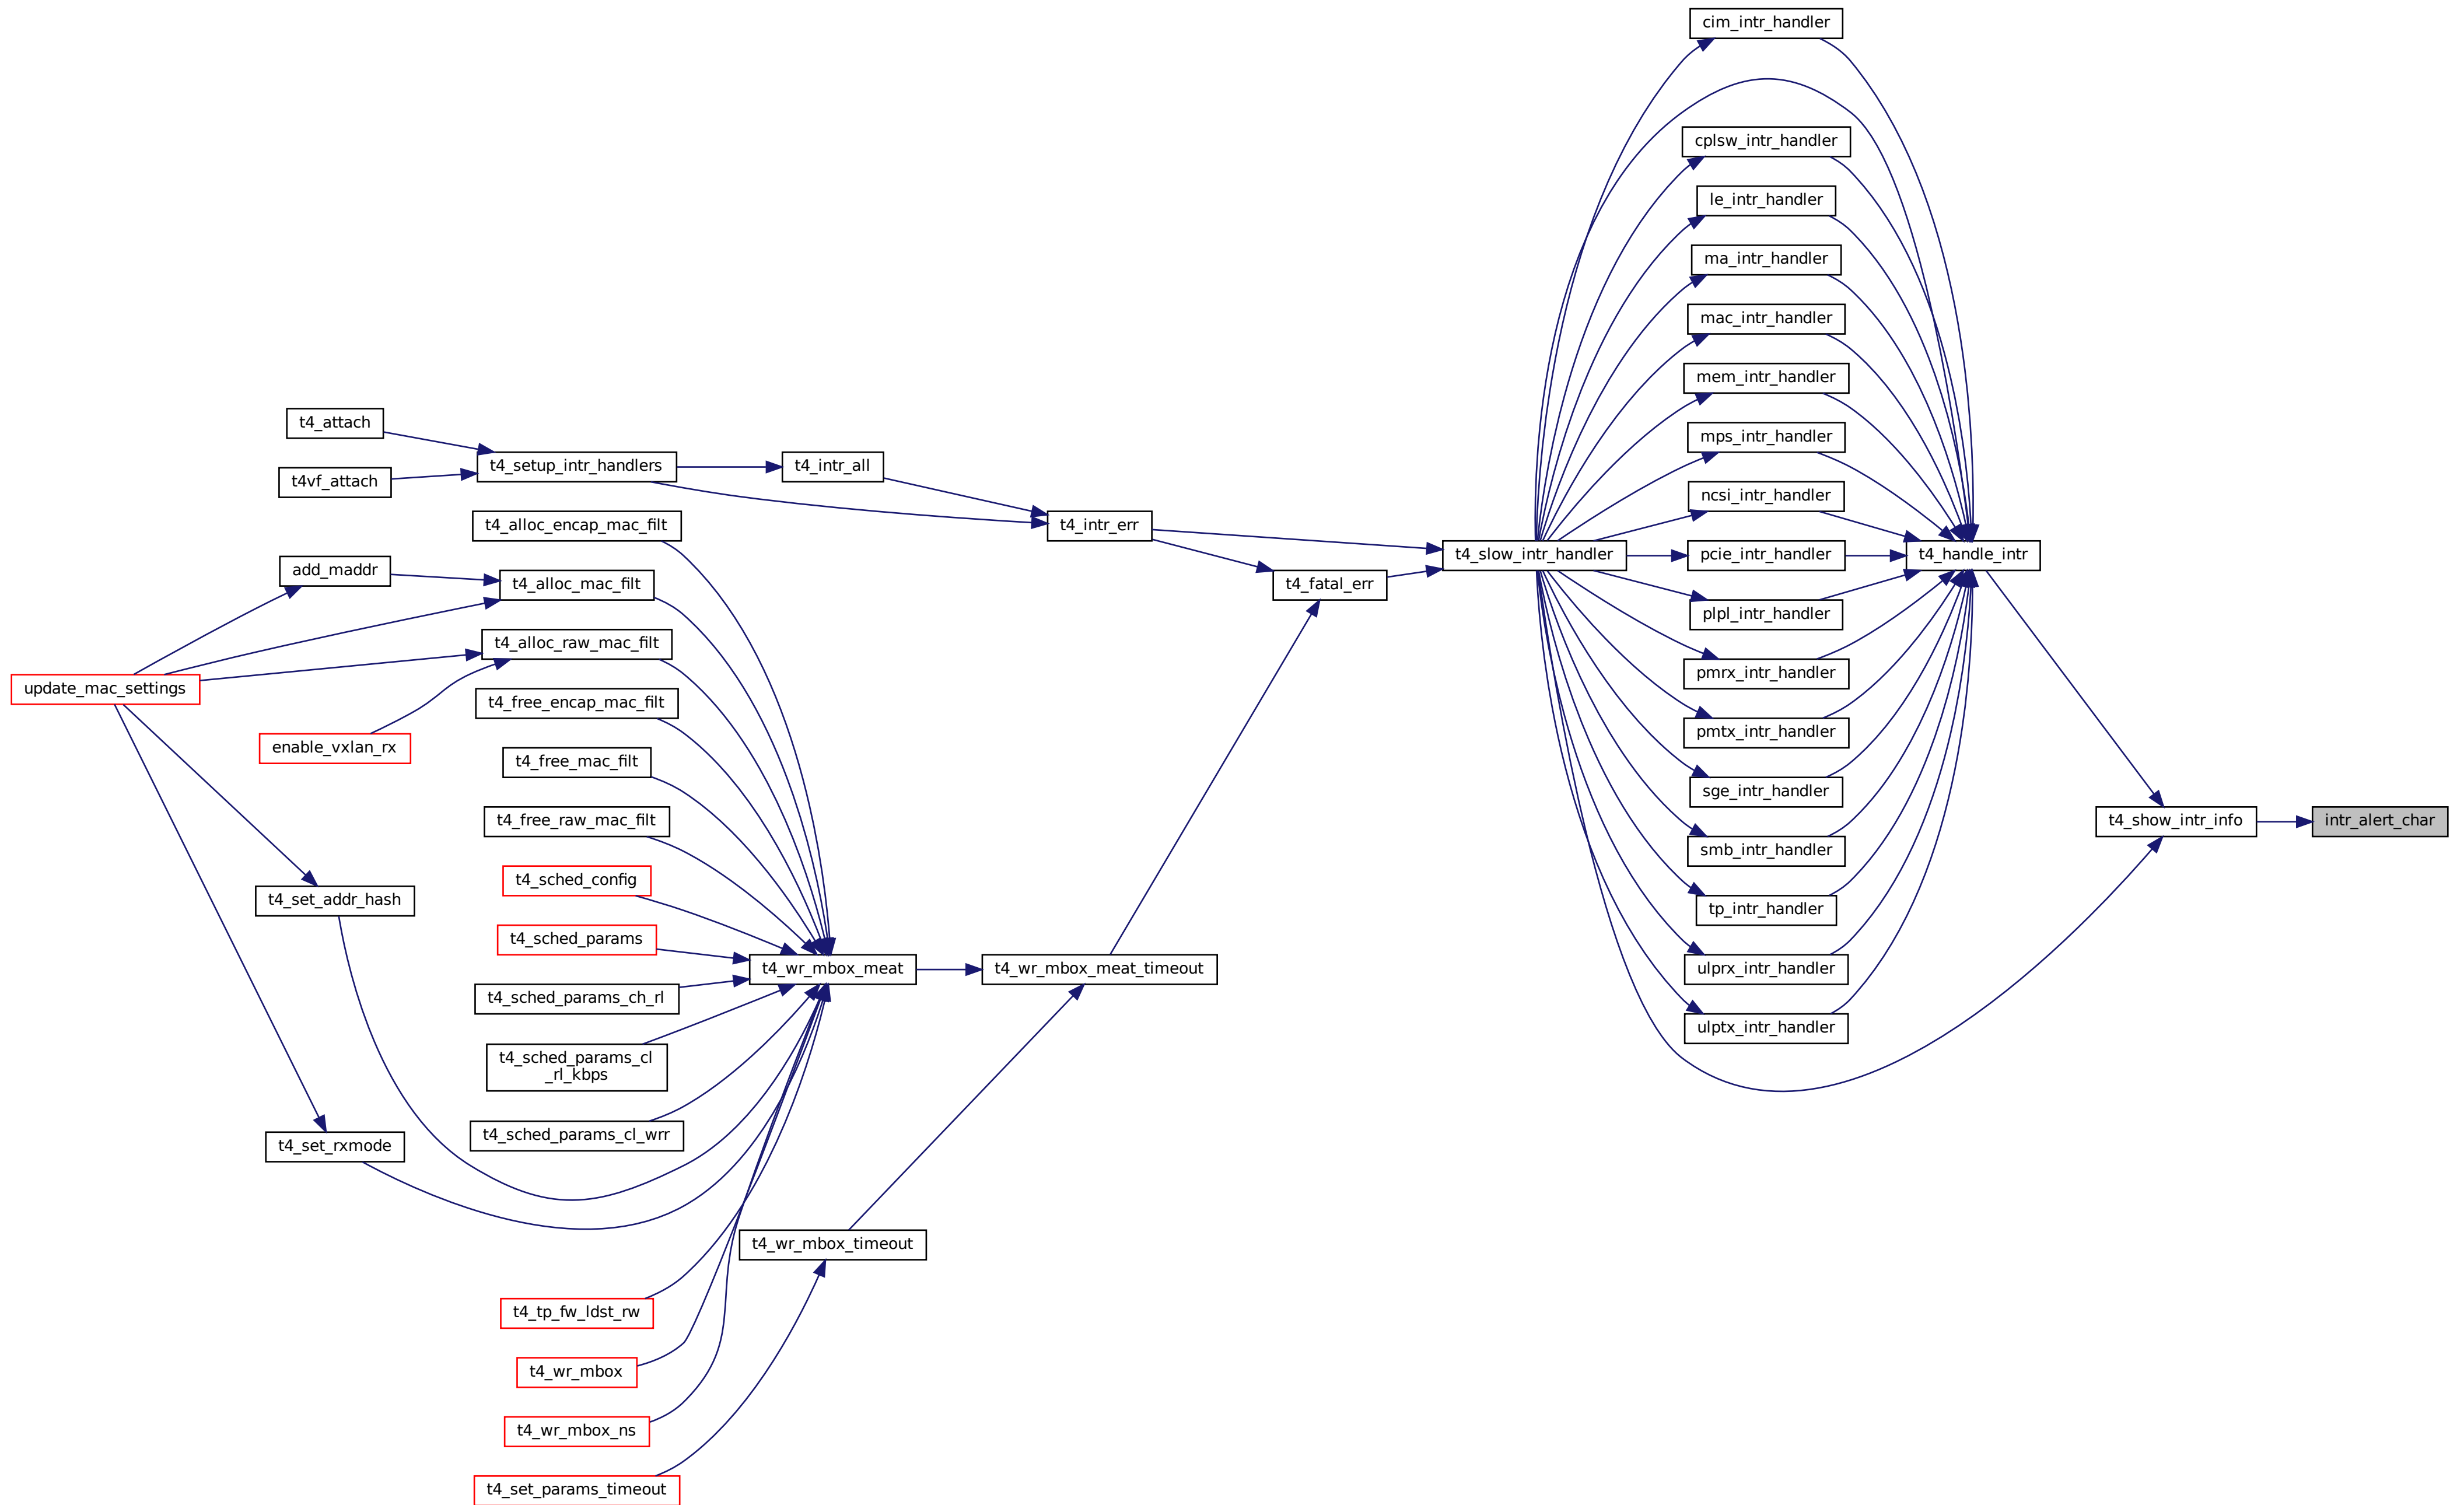 cim_intr_handler
cplsw_intr_handler
le_intr_handler
ma_intr_handler
mac_intr_handler
mem_intr_handler
t4_attach
mps_intr_handler
t4_setup_intr_handlers
t4_intr_all
t4vf_attach
ncsi_intr_handler
t4_alloc_encap_mac_filt
t4_intr_err
t4_slow_intr_handler
pcie_intr_handler
t4_handle_intr
add_maddr
t4_alloc_mac_filt
t4_fatal_err
plpl_intr_handler
t4_alloc_raw_mac_filt
pmrx_intr_handler
update_mac_settings
t4_free_encap_mac_filt
pmtx_intr_handler
enable_vxlan_rx
t4_free_mac_filt
sge_intr_handler
t4_free_raw_mac_filt
t4_show_intr_info
intr_alert_char
smb_intr_handler
t4_sched_config
t4_set_addr_hash
tp_intr_handler
t4_sched_params
t4_wr_mbox_meat
t4_wr_mbox_meat_timeout
ulprx_intr_handler
t4_sched_params_ch_rl
ulptx_intr_handler
t4_sched_params_cl
_rl_kbps
t4_sched_params_cl_wrr
t4_set_rxmode
t4_wr_mbox_timeout
t4_tp_fw_ldst_rw
t4_wr_mbox
t4_wr_mbox_ns
t4_set_params_timeout